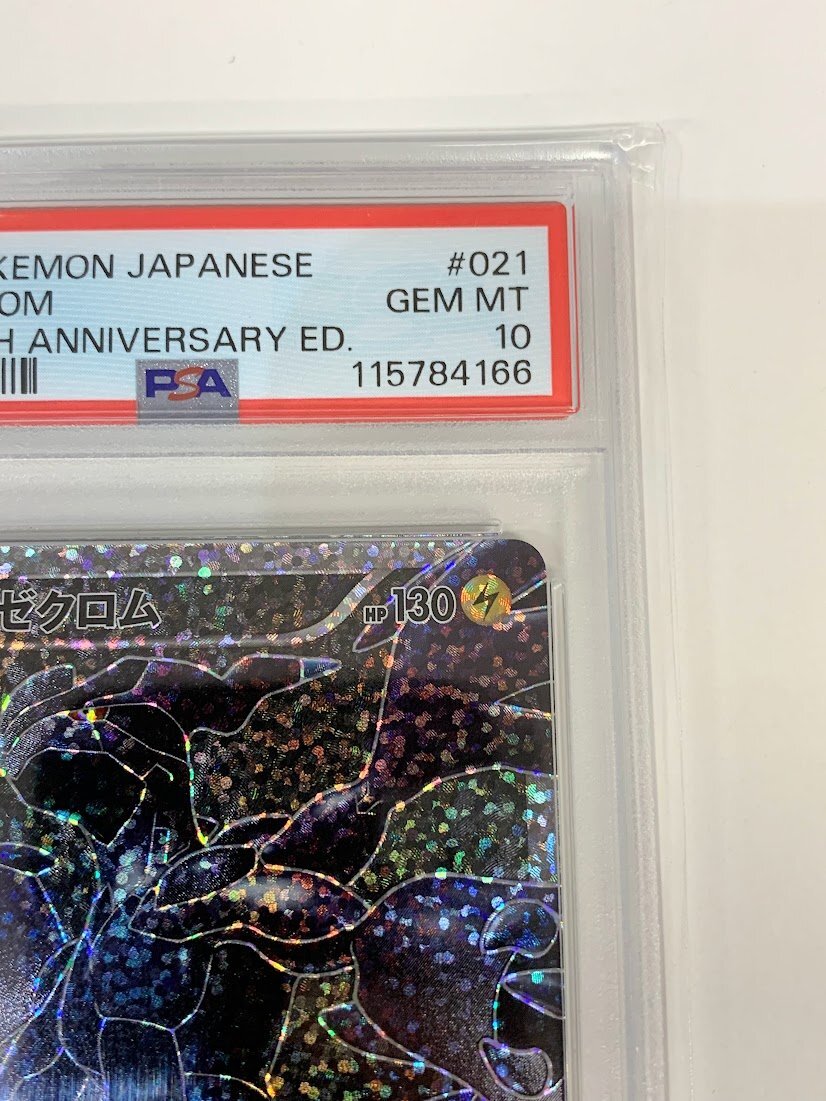 KEMON JAPANESE #021
OM GEM MT
H ANNIVERSARY ED. 10
PSA 115784166
ゼクロム HP130